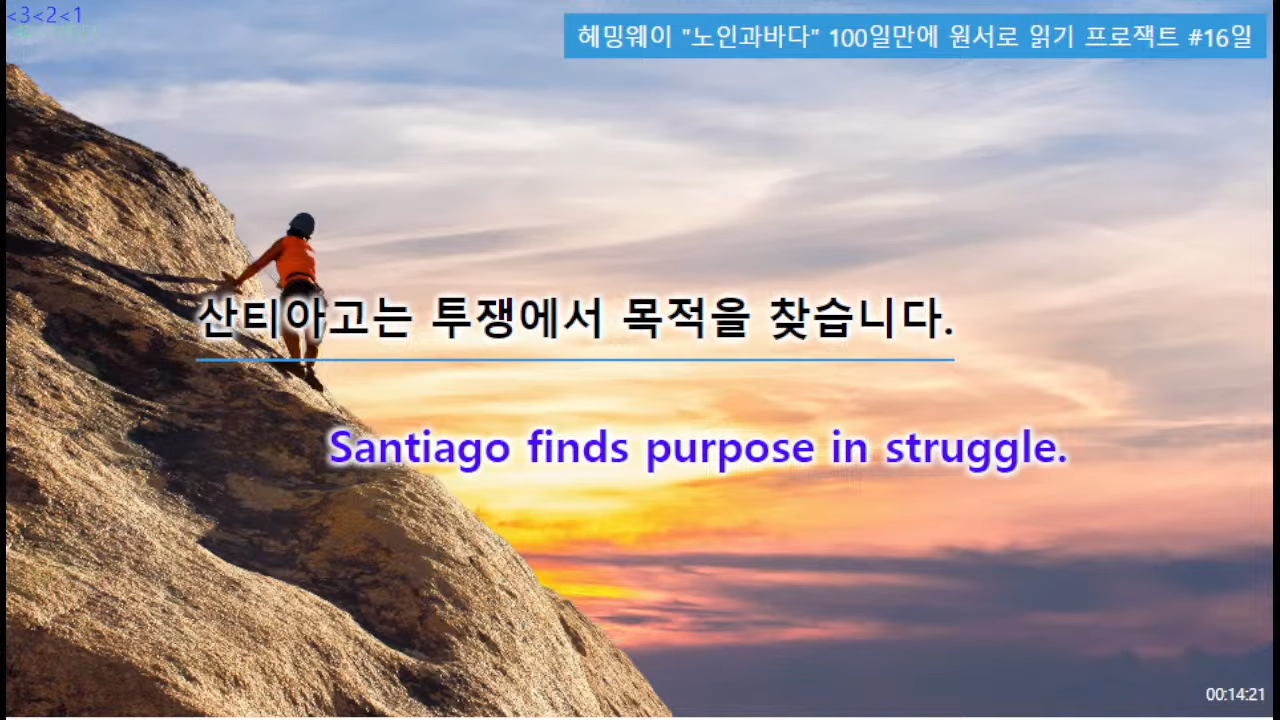 <3<2<1
헤밍웨이 "노인과바다" 100일만에 원서로 읽기 프로잭트 #16일
산티아고는 투쟁에서 목적을 찾습니다.
Santiago finds purpose in struggle.
00:14:21